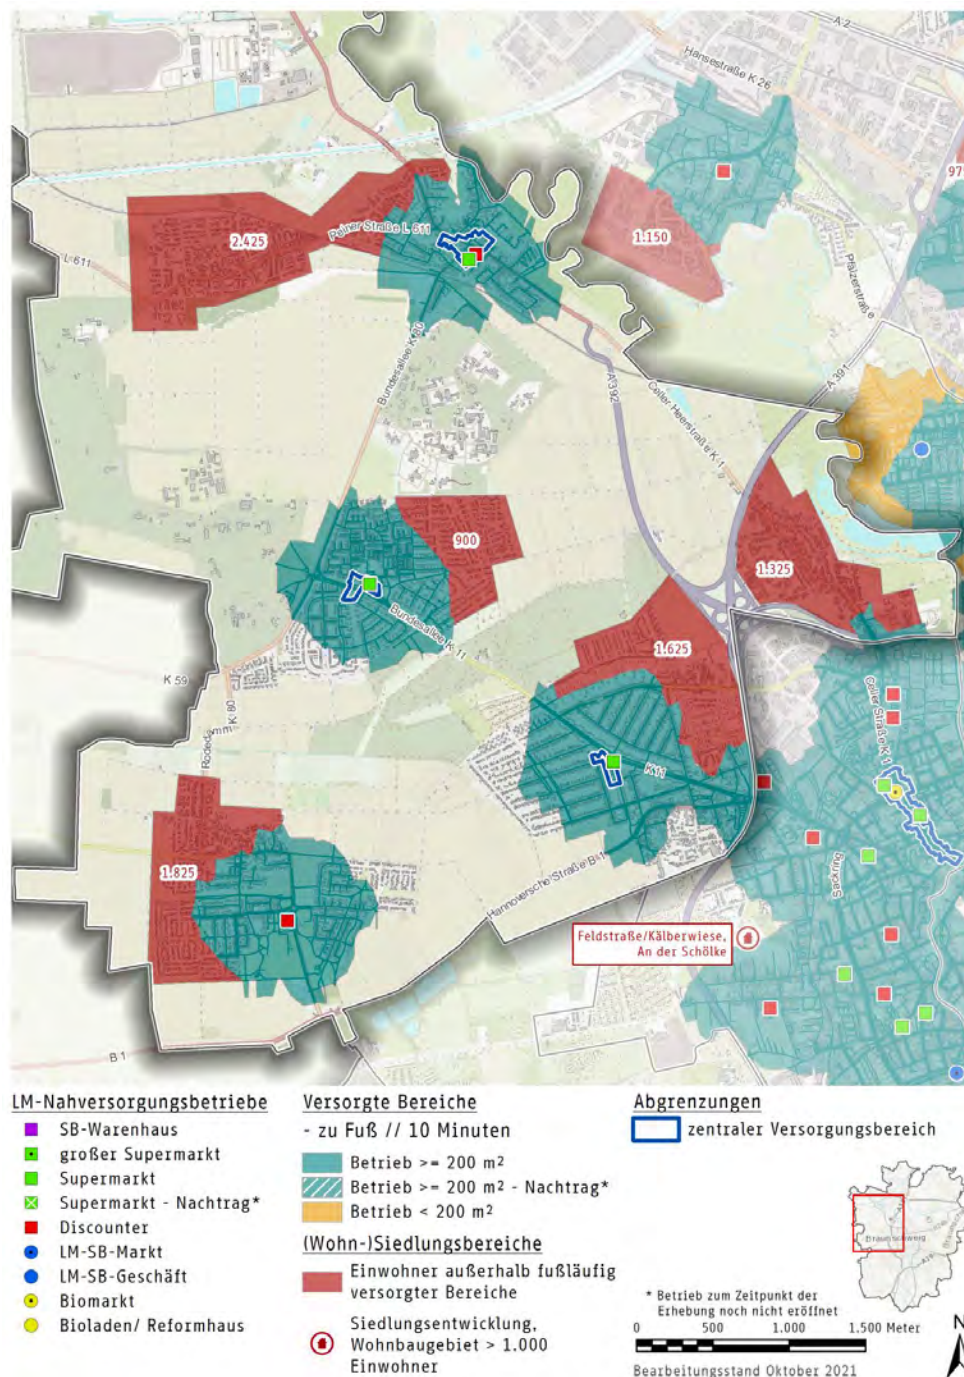 A 2
Hansestraße K 26
97
2.425
Peiner Straße L 611
1.150
L 611
Pfälzerstraße
Bundesallee K 80
A 392
A 391
Celler Heerstraße K 1
900
1.325
Bundesallee K 11
1.625
K 59
Rodedamm K 80
Celler Straße K 1
K 11
1.825
Sackring
Hannoversche Straße B 1
Feldstraße/Kälberwiese,
An der Schölke
B 1
LM-Nahversorgungsbetriebe
SB-Warenhaus
großer Supermarkt
Supermarkt
Supermarkt - Nachtrag*
Discounter
LM-SB-Markt
LM-SB-Geschäft
Biomarkt
Bioladen/ Reformhaus
Versorgte Bereiche
- zu Fuß // 10 Minuten
Betrieb >= 200 m²
Betrieb >= 200 m² - Nachtrag*
Betrieb < 200 m²
(Wohn-)Siedlungsbereiche
Einwohner außerhalb fußläufig
versorgter Bereiche
Siedlungsentwicklung,
Wohnbaugebiet > 1.000
Einwohner
Abgrenzungen
zentraler Versorgungsbereich
Braunschweig
* Betrieb zum Zeitpunkt der
Erhebung noch nicht eröffnet
N
0 500 1.000 1.500 Meter
Bearbeitungsstand Oktober 2021